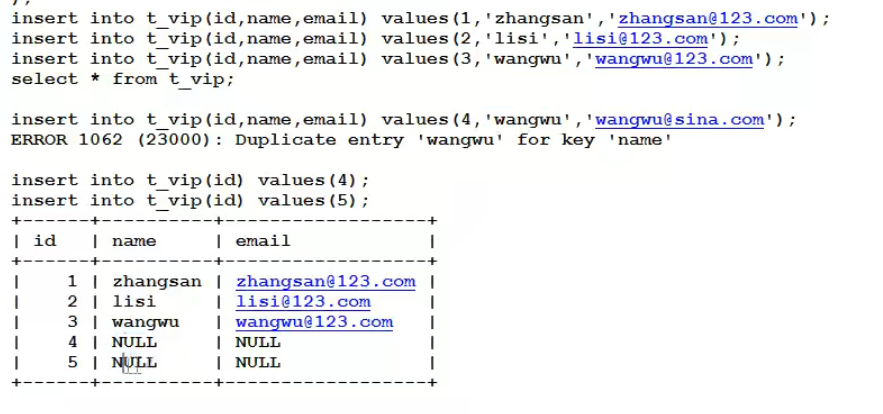 );
insert into t_vip(id,name,email) values(1,'zhangsan','zhangsan@123.com');
insert into t_vip(id,name,email) values(2,'lisi','lisi@123.com');
insert into t_vip(id,name,email) values(3,'wangwu','wangwu@123.com');
select * from t_vip;
insert into t_vip(id,name,email) values(4,'wangwu','wangwu@sina.com');
ERROR 1062 (23000): Duplicate entry 'wangwu' for key 'name'
insert into t_vip(id) values(4);
insert into t_vip(id) values(5);
+------+----------+------------------+
| id   | name     | email            |
+------+----------+------------------+
|    1 | zhangsan | zhangsan@123.com |
|    2 | lisi     | lisi@123.com     |
|    3 | wangwu   | wangwu@123.com   |
|    4 | NULL     | NULL             |
|    5 | NULL     | NULL             |
+------+----------+------------------+